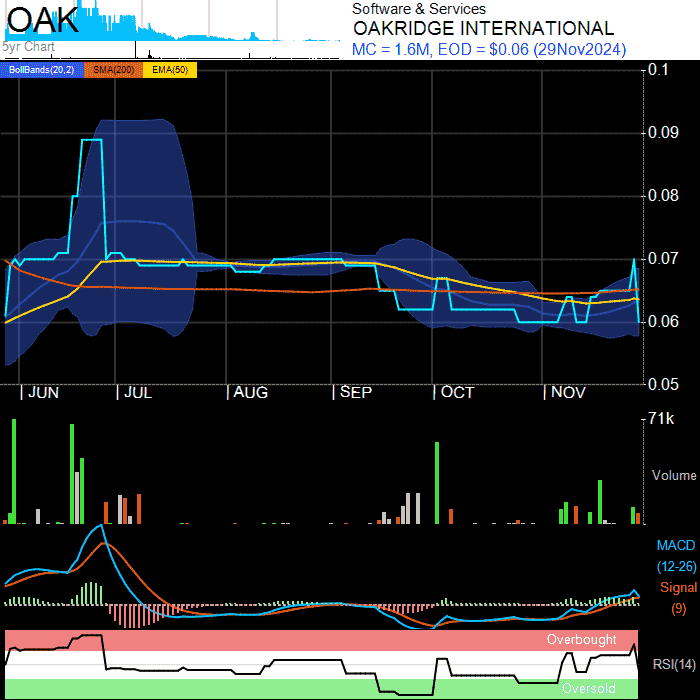 OAK
5yr Chart
Software & Services
OAKRIDGE INTERNATIONAL
MC = 1.6M, EOD = $0.06 (29Nov2024)
BollBands(20,2) SMA(200) EMA(50)
0.1
0.09
0.08
0.07
0.06
0.05
JUN JUL AUG SEP OCT NOV
71k
Volume
MACD
(12-26)
Signal
(9)
Overbought
RSI(14)
Oversold